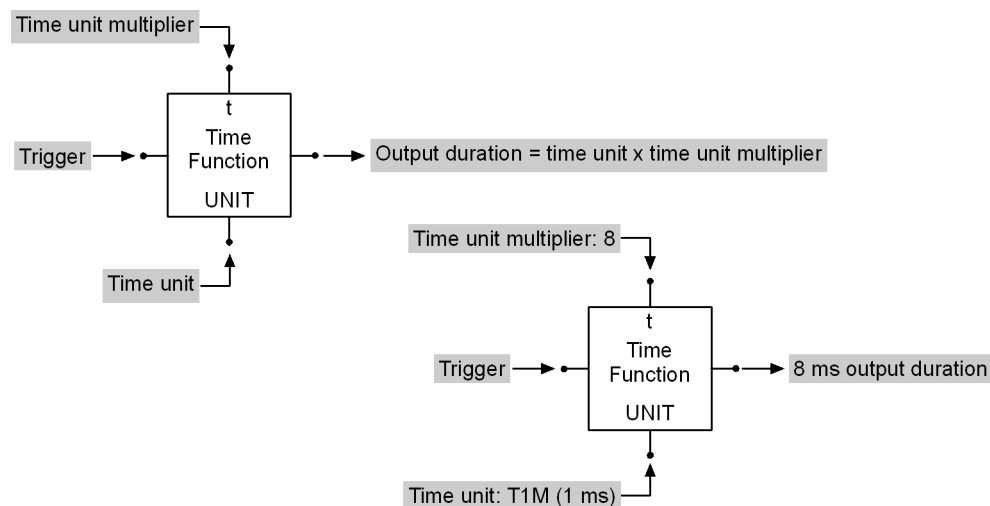 Time unit multiplier
t
Time
Function
UNIT
Trigger
Output duration = time unit x time unit multiplier
Time unit
Time unit multiplier: 8
t
Time
Function
UNIT
Trigger
8 ms output duration
Time unit: T1M (1 ms)